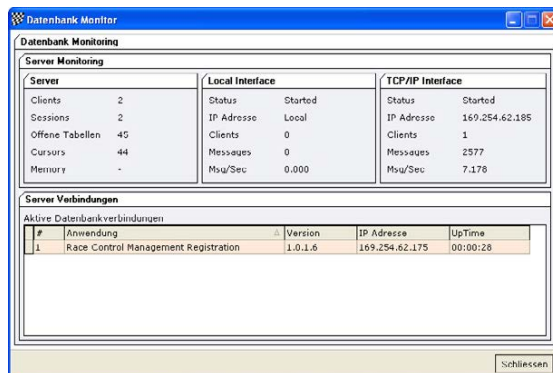 Datenbank Monitor
Datenbank Monitoring
Server Monitoring
Server
Clients 2
Sessions 2
Offene Tabellen 45
Cursors 44
Memory -
Local Interface
Status Started
IP Adresse Local
Clients 0
Messages 0
Msg/Sec 0.000
TCP/IP Interface
Status Started
IP Adresse 169.254.62.185
Clients 1
Messages 2577
Msg/Sec 7.178
Server Verbindungen
Aktive Datenbankverbindungen
# Anwendung Version IP Adresse UpTime
1 Race Control Management Registration 1.0.1.6 169.254.62.175 00:00:28
Schliessen